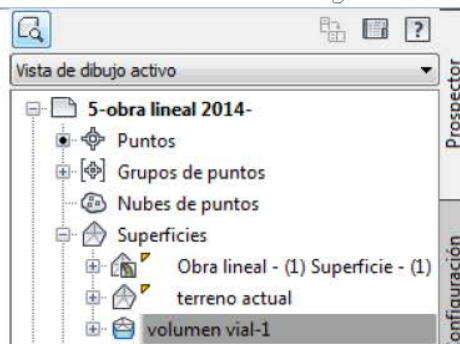 ?
Vista de dibujo activo
5-obra lineal 2014-
Puntos
Grupos de puntos
Nubes de puntos
Superficies
Obra lineal - (1) Superficie - (1)
terreno actual
volumen vial-1
Prospector